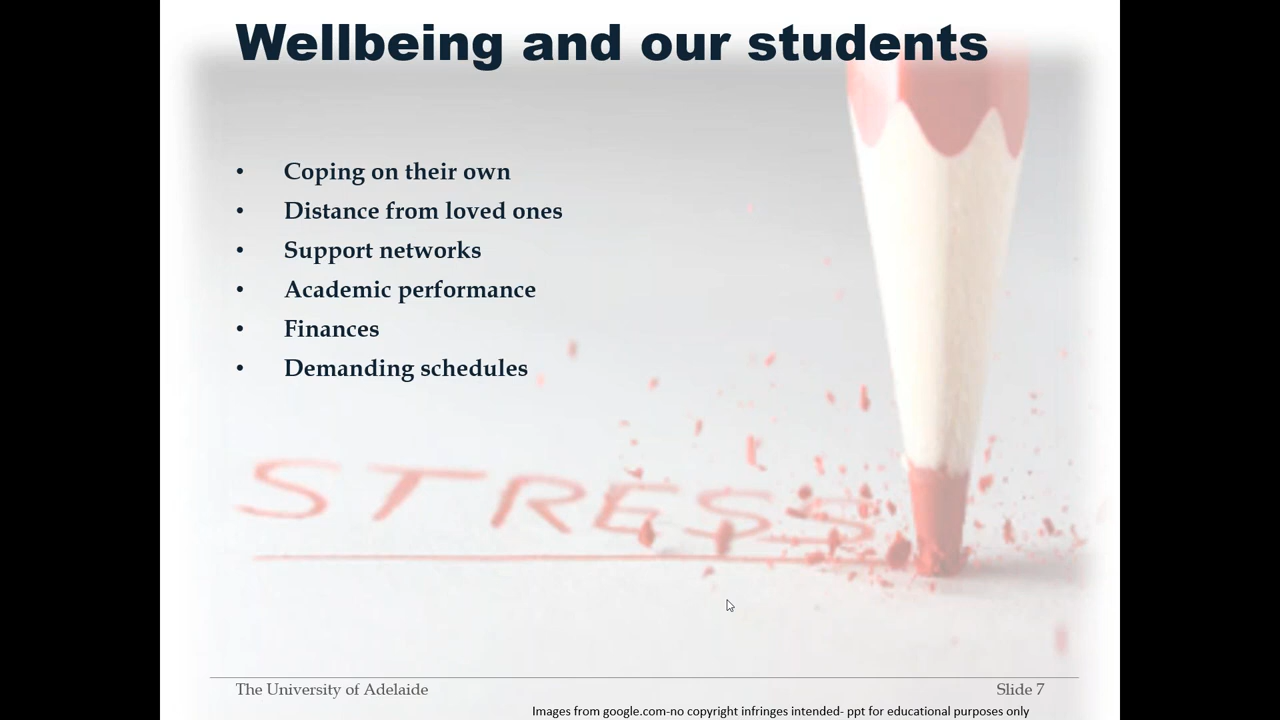 Wellbeing and our students
• Coping on their own
• Distance from loved ones
• Support networks
• Academic performance
• Finances
• Demanding schedules
STRESS
The University of Adelaide
Slide 7
Images from google.com-no copyright infringes intended- ppt for educational purposes only